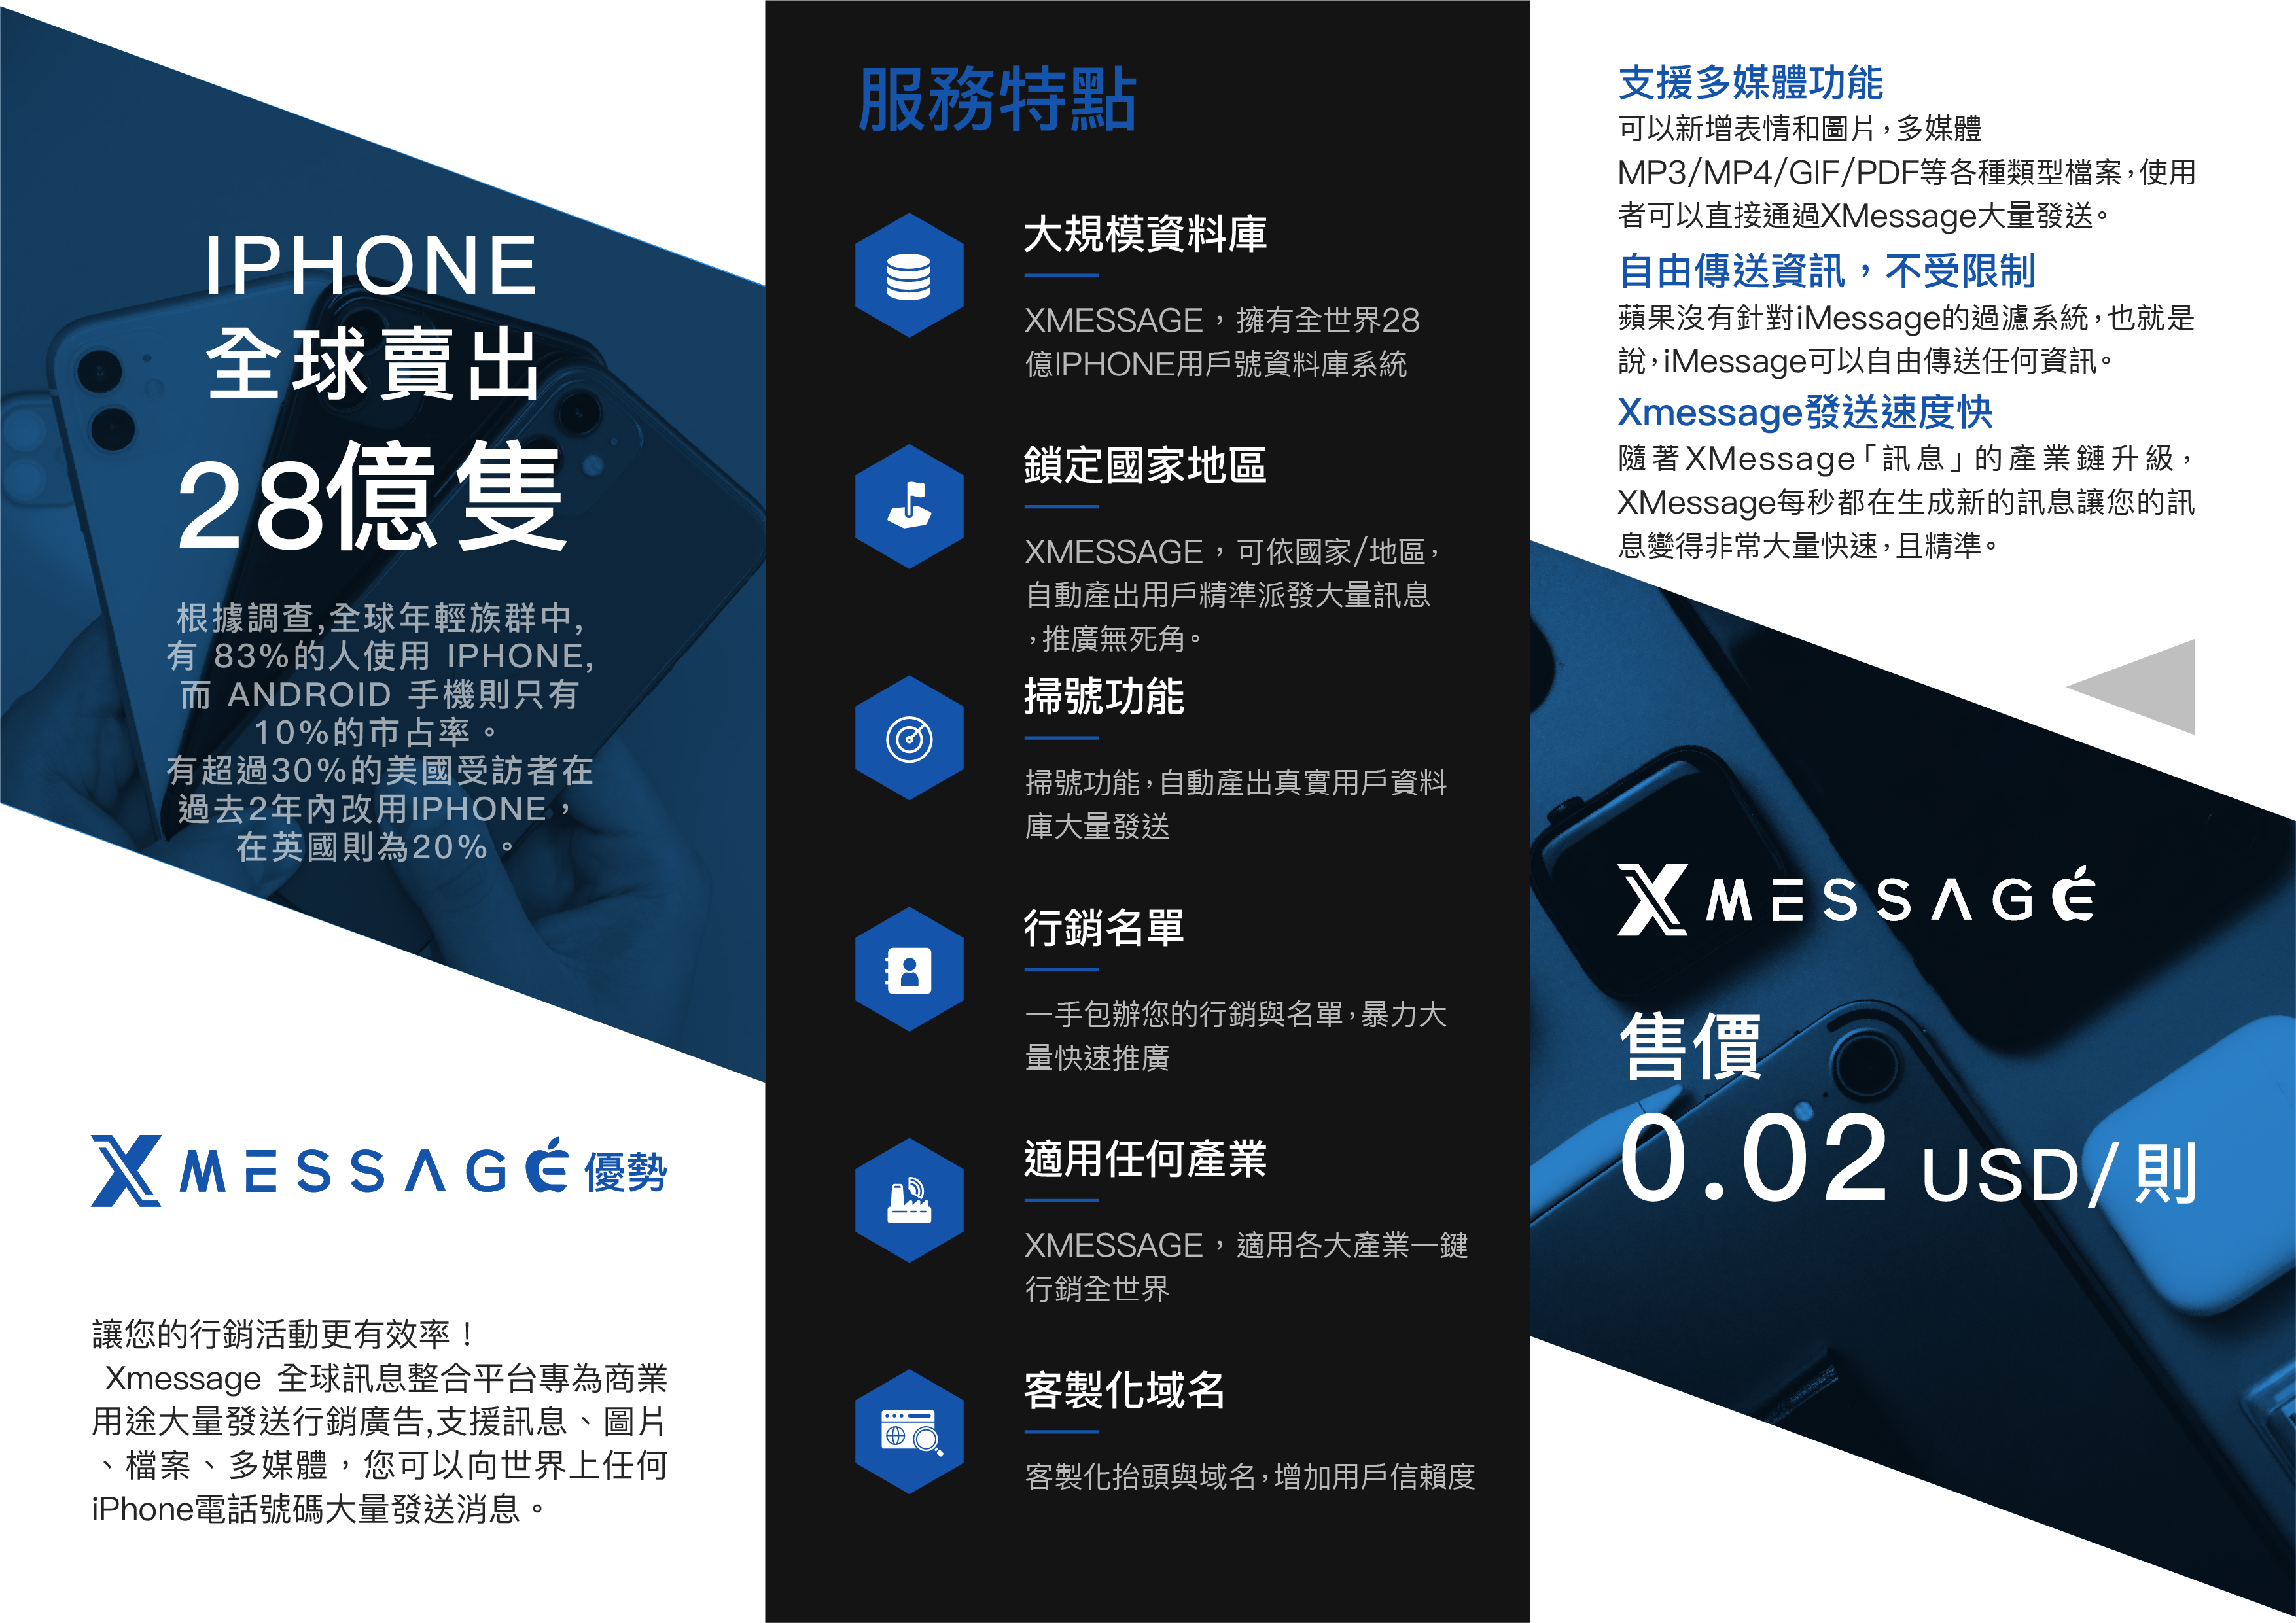 IPHONE
全球賣出
28億隻
根據調查,全球年輕族群中,
有 83%的人使用 IPHONE,
而 ANDROID 手機則只有
10%的市占率。
有超過30%的美國受訪者在
過去2年內改用IPHONE，
在英國則為20%。
XMESSAGE優勢
讓您的行銷活動更有效率！
Xmessage 全球訊息整合平台專為商業
用途大量發送行銷廣告,支援訊息、圖片
、檔案、多媒體，您可以向世界上任何
iPhone電話號碼大量發送消息。
服務特點
大規模資料庫
XMESSAGE，擁有全世界28
億IPHONE用戶號資料庫系統
鎖定國家地區
XMESSAGE，可依國家/地區，
自動產出用戶精準派發大量訊息
，推廣無死角。
掃號功能
掃號功能，自動產出真實用戶資料
庫大量發送
行銷名單
一手包辦您的行銷與名單，暴力大
量快速推廣
適用任何產業
XMESSAGE，適用各大產業一鍵
行銷全世界
客製化域名
客製化抬頭與域名，增加用戶信賴度
支援多媒體功能
可以新增表情和圖片，多媒體
MP3/MP4/GIF/PDF等各種類型檔案，使用
者可以直接通過XMessage大量發送。
自由傳送資訊，不受限制
蘋果沒有針對iMessage的過濾系統，也就是
說，iMessage可以自由傳送任何資訊。
Xmessage發送速度快
隨著XMessage「訊息」的產業鏈升級，
XMessage每秒都在生成新的訊息讓您的訊
息變得非常大量快速，且精準。
XMESSAGE
售價
0.02 USD/則